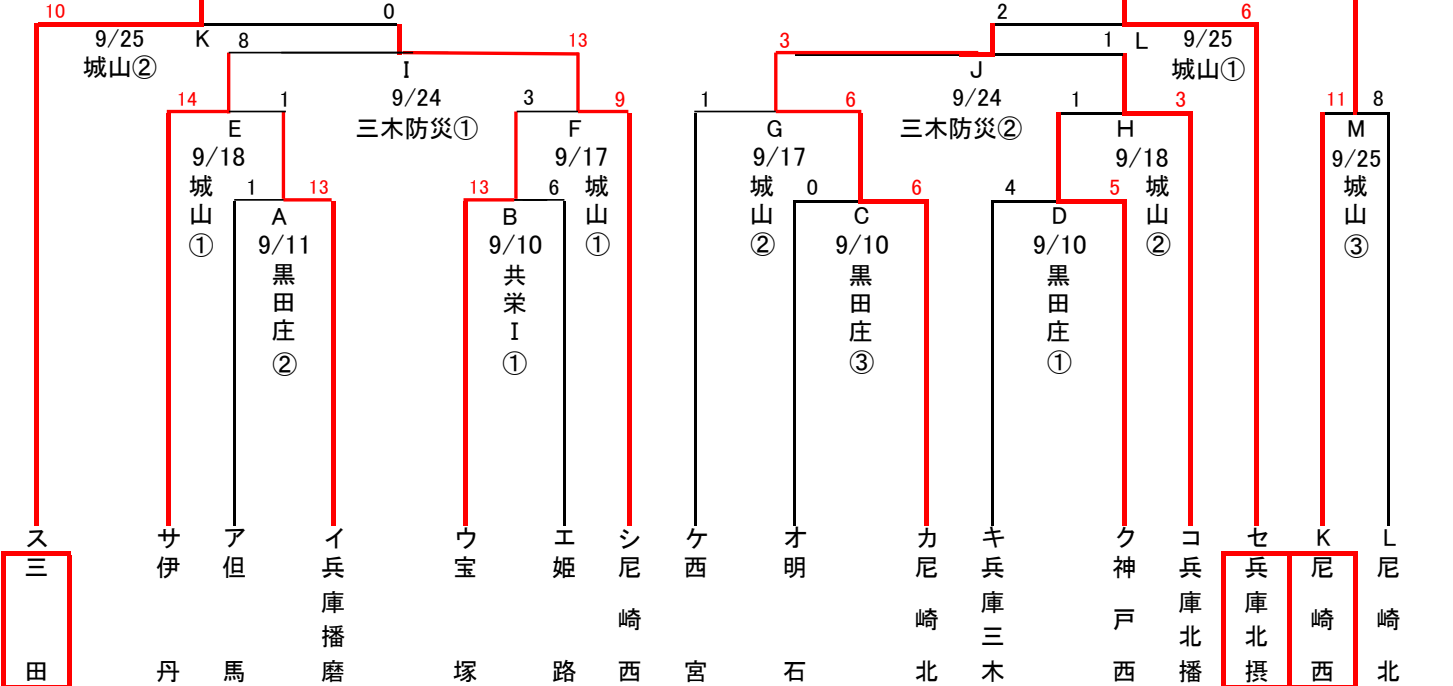 10 0 2 6
9/25 K L 9/25
城山② 城山①
8 13 3 1
I J
9/24 9/24
三木防災① 三木防災②
14 1 3 9 1 6 1 3 11 8
E F G H M
9/18 9/17 9/17 9/18 9/25
城山① 城山① 城山② 城山② 城山③
1 13 13 6 0 6 4 5
A B C D
9/11 9/10 9/10 9/10
黒田庄② 共栄I① 黒田庄③ 黒田庄①
ス サ ア イ ウ エ シ ケ オ カ キ ク コ セ K L
三田
伊丹
但馬
兵庫播磨
宝塚
姫路
尼崎西
西宮
明石
尼崎北
兵庫三木
神戸西
兵庫北播
兵庫北摂
尼崎西
尼崎北